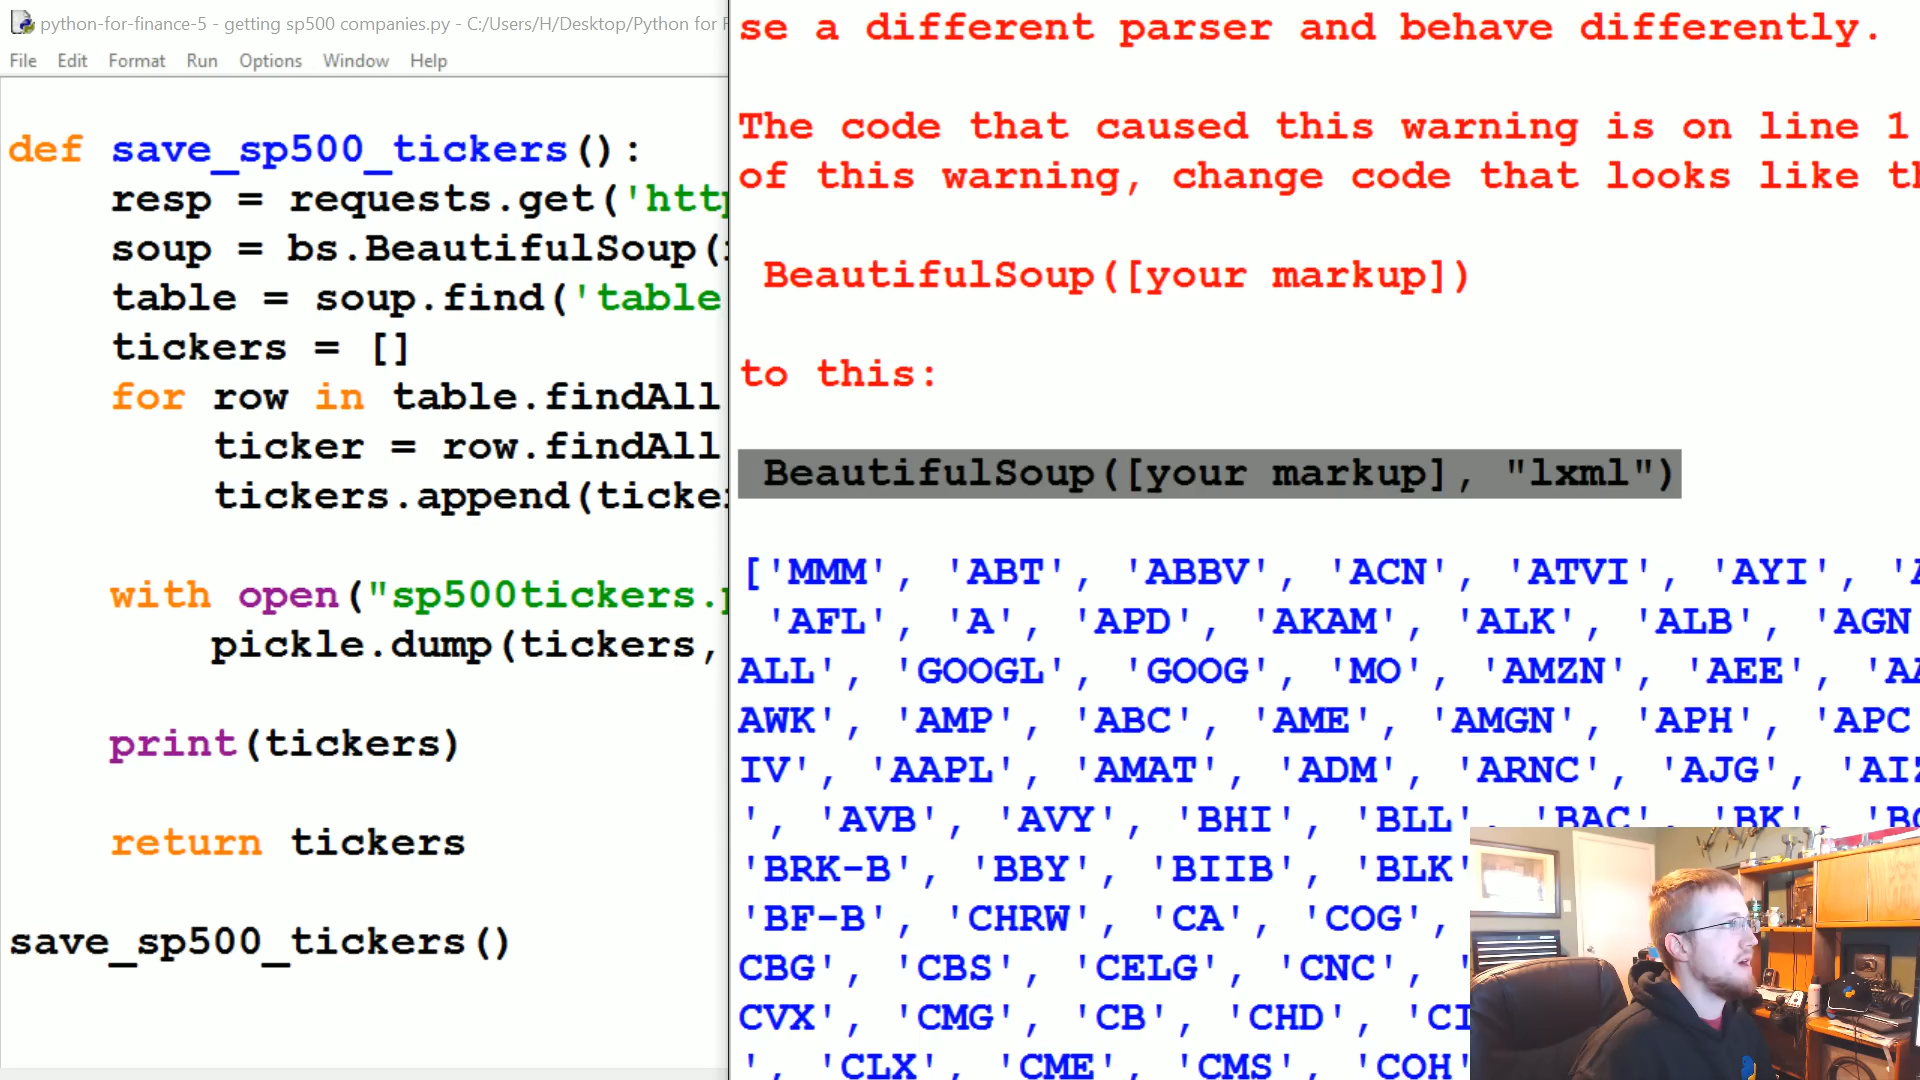 python-for-finance-5 - getting sp500 companies.py - C:/Users/H/Desktop/Python for
File Edit Format Run Options Window Help
def save_sp500_tickers():
resp = requests.get('http
soup = bs.BeautifulSoup(
table = soup.find('table
tickers = []
for row in table.findAll
ticker = row.findAll
tickers.append(ticker
with open("sp500tickers.p
pickle.dump(tickers,
print(tickers)
return tickers
save_sp500_tickers()
se a different parser and behave differently.
The code that caused this warning is on line 1
of this warning, change code that looks like th
BeautifulSoup([your markup])
to this:
BeautifulSoup([your markup], "lxml")
['MMM', 'ABT', 'ABBV', 'ACN', 'ATVI', 'AYI', 'A
'AFL', 'A', 'APD', 'AKAM', 'ALK', 'ALB', 'AGN
ALL', 'GOOGL', 'GOOG', 'MO', 'AMZN', 'AEE', 'AA
AWK', 'AMP', 'ABC', 'AME', 'AMGN', 'APH', 'APC
IV', 'AAPL', 'AMAT', 'ADM', 'ARNC', 'AJG', 'AIZ
', 'AVB', 'AVY', 'BHI', 'BLL', 'BAC', 'BK',
'BRK-B', 'BBY', 'BIIB', 'BLK'
'BF-B', 'CHRW', 'CA', 'COG',
CBG', 'CBS', 'CELG', 'CNC', '
CVX', 'CMG', 'CB', 'CHD', 'CI
', 'CLX', 'CME', 'CMS', 'COH'